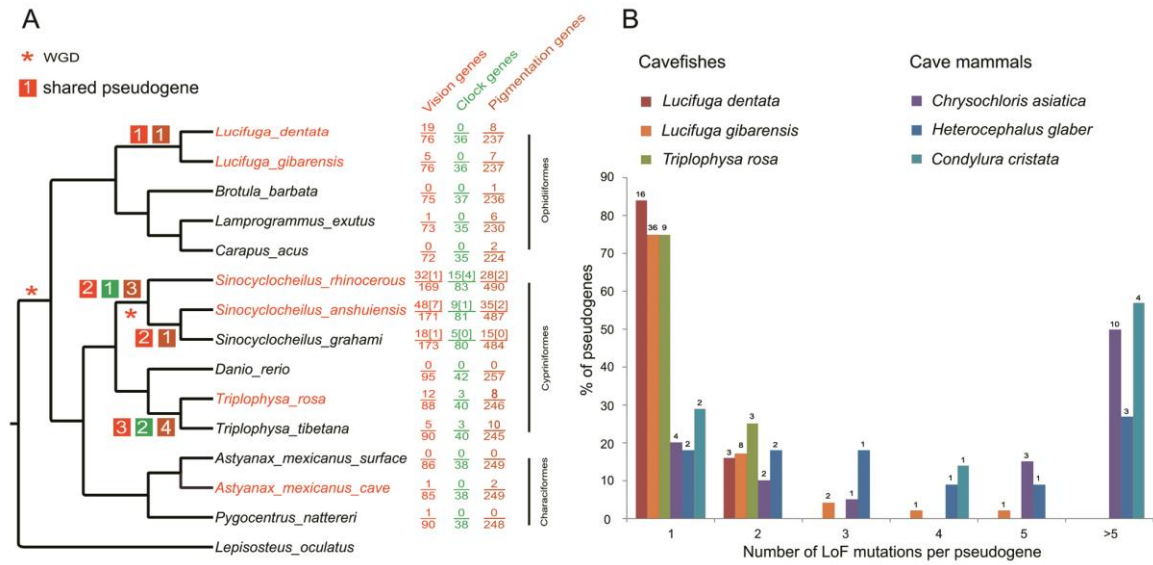 A
* WGD
1 shared pseudogene
Vision genes
Clock genes
Pigmentation genes
1 1
Lucifuga_dentata 19/76 0/36 8/237
Lucifuga_gibarensis 5/76 0/36 7/237
Brotula_barbata 0/75 0/37 1/236
Lamprogrammus_exutus 1/73 0/35 6/230
Carapus_acus 0/72 0/35 2/224
Ophidiiformes
*
2 1 3
Sinocyclocheilus_rhinocerous 32[1]/169 15[4]/83 28[2]/490
*
Sinocyclocheilus_anshuiensis 48[7]/171 9[1]/81 35[2]/487
2 1
Sinocyclocheilus_grahami 18[1]/173 5[0]/80 15[0]/484
Danio_rerio 0/95 0/42 0/257
Triplophysa_rosa 12/88 3/40 8/246
3 2 4
Triplophysa_tibetana 5/90 3/40 10/245
Cypriniformes
Astyanax_mexicanus_surface 0/86 0/38 0/249
Astyanax_mexicanus_cave 1/85 0/38 2/249
Pygocentrus_nattereri 1/90 0/38 0/248
Characiformes
Lepisosteus_oculatus
B
Cavefishes
Lucifuga dentata
Lucifuga gibarensis
Triplophysa rosa
Cave mammals
Chrysochloris asiatica
Heterocephalus glaber
Condylura cristata
% of pseudogenes
90
80
70
60
50
40
30
20
10
0
16 36 9 4 2 2
3 8 3 2 2
2 1 2
1 1 1
1 3 1
10 3 4
1 2 3 4 5 >5
Number of LoF mutations per pseudogene